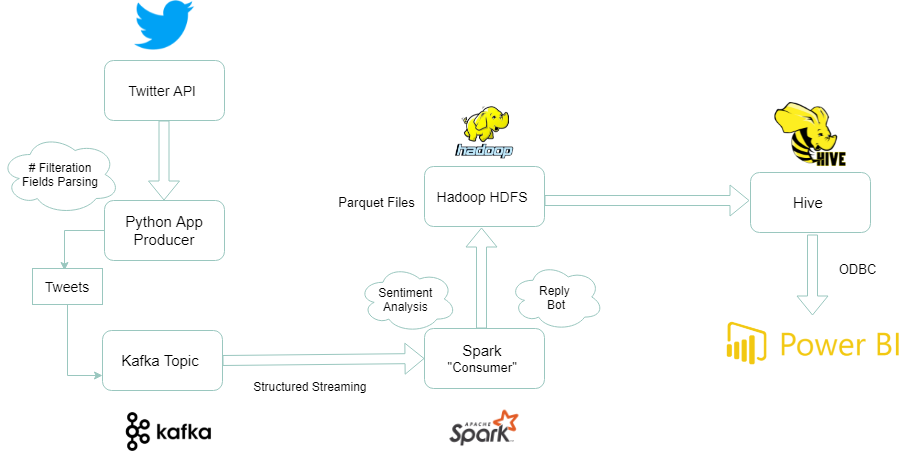 Twitter API
# Filteration
Fields Parsing
Python App
Producer
Tweets
Kafka Topic
kafka
Structured Streaming
Spark
"Consumer"
APACHE
Spark
Sentiment
Analysis
Reply
Bot
Parquet Files
hadoop
Hadoop HDFS
HIVE
Hive
ODBC
Power BI